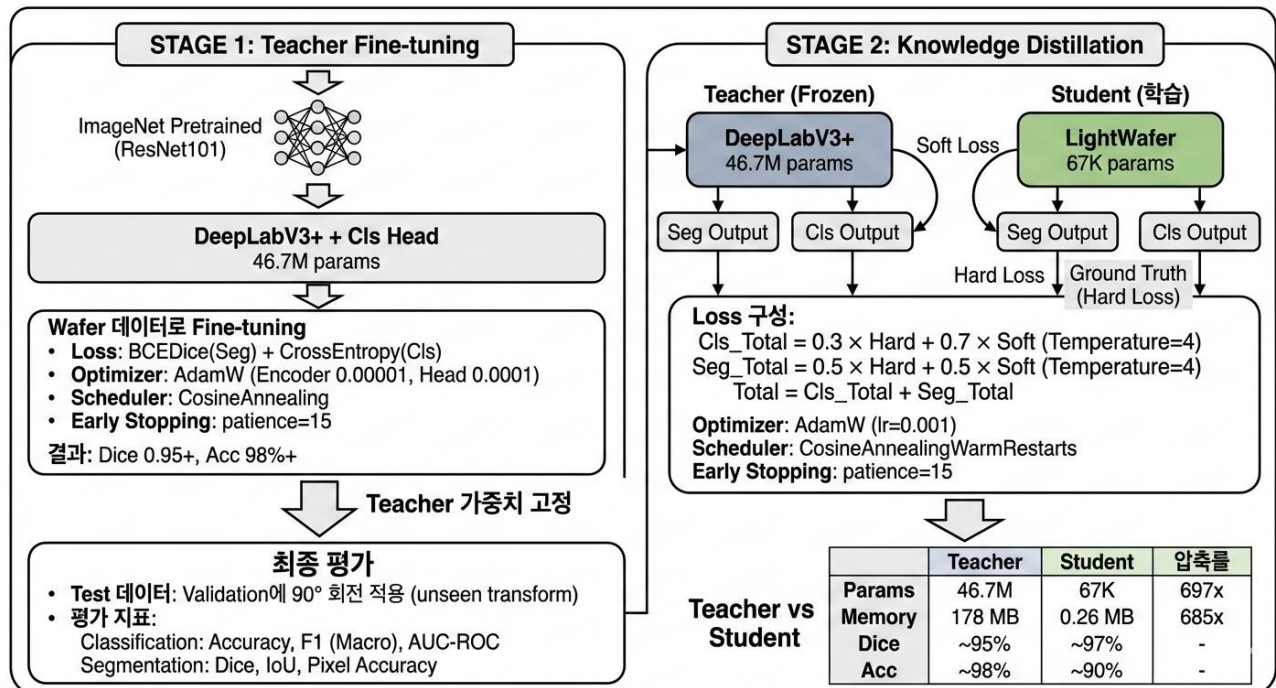 STAGE 1: Teacher Fine-tuning
ImageNet Pretrained
(ResNet101)
DeepLabV3+ + Cls Head
46.7M params
Wafer 데이터로 Fine-tuning
• Loss: BCEDice(Seg) + CrossEntropy(Cls)
• Optimizer: AdamW (Encoder 0.00001, Head 0.0001)
• Scheduler: CosineAnnealing
• Early Stopping: patience=15
결과: Dice 0.95+, Acc 98%+
Teacher 가중치 고정
최종 평가
• Test 데이터: Validation에 90° 회전 적용 (unseen transform)
• 평가 지표:
Classification: Accuracy, F1 (Macro), AUC-ROC
Segmentation: Dice, IoU, Pixel Accuracy
STAGE 2: Knowledge Distillation
Teacher (Frozen)
Student (학습)
DeepLabV3+
46.7M params
Soft Loss
LightWafer
67K params
Seg Output
Cls Output
Seg Output
Cls Output
Hard Loss
Ground Truth
(Hard Loss)
Loss 구성:
Cls_Total = 0.3 × Hard + 0.7 × Soft (Temperature=4)
Seg_Total = 0.5 × Hard + 0.5 × Soft (Temperature=4)
Total = Cls_Total + Seg_Total
Optimizer: AdamW (lr=0.001)
Scheduler: CosineAnnealingWarmRestarts
Early Stopping: patience=15
Teacher vs
Student
Teacher Student 압축률
Params 46.7M 67K 697x
Memory 178 MB 0.26 MB 685x
Dice ~95% ~97% -
Acc ~98% ~90% -